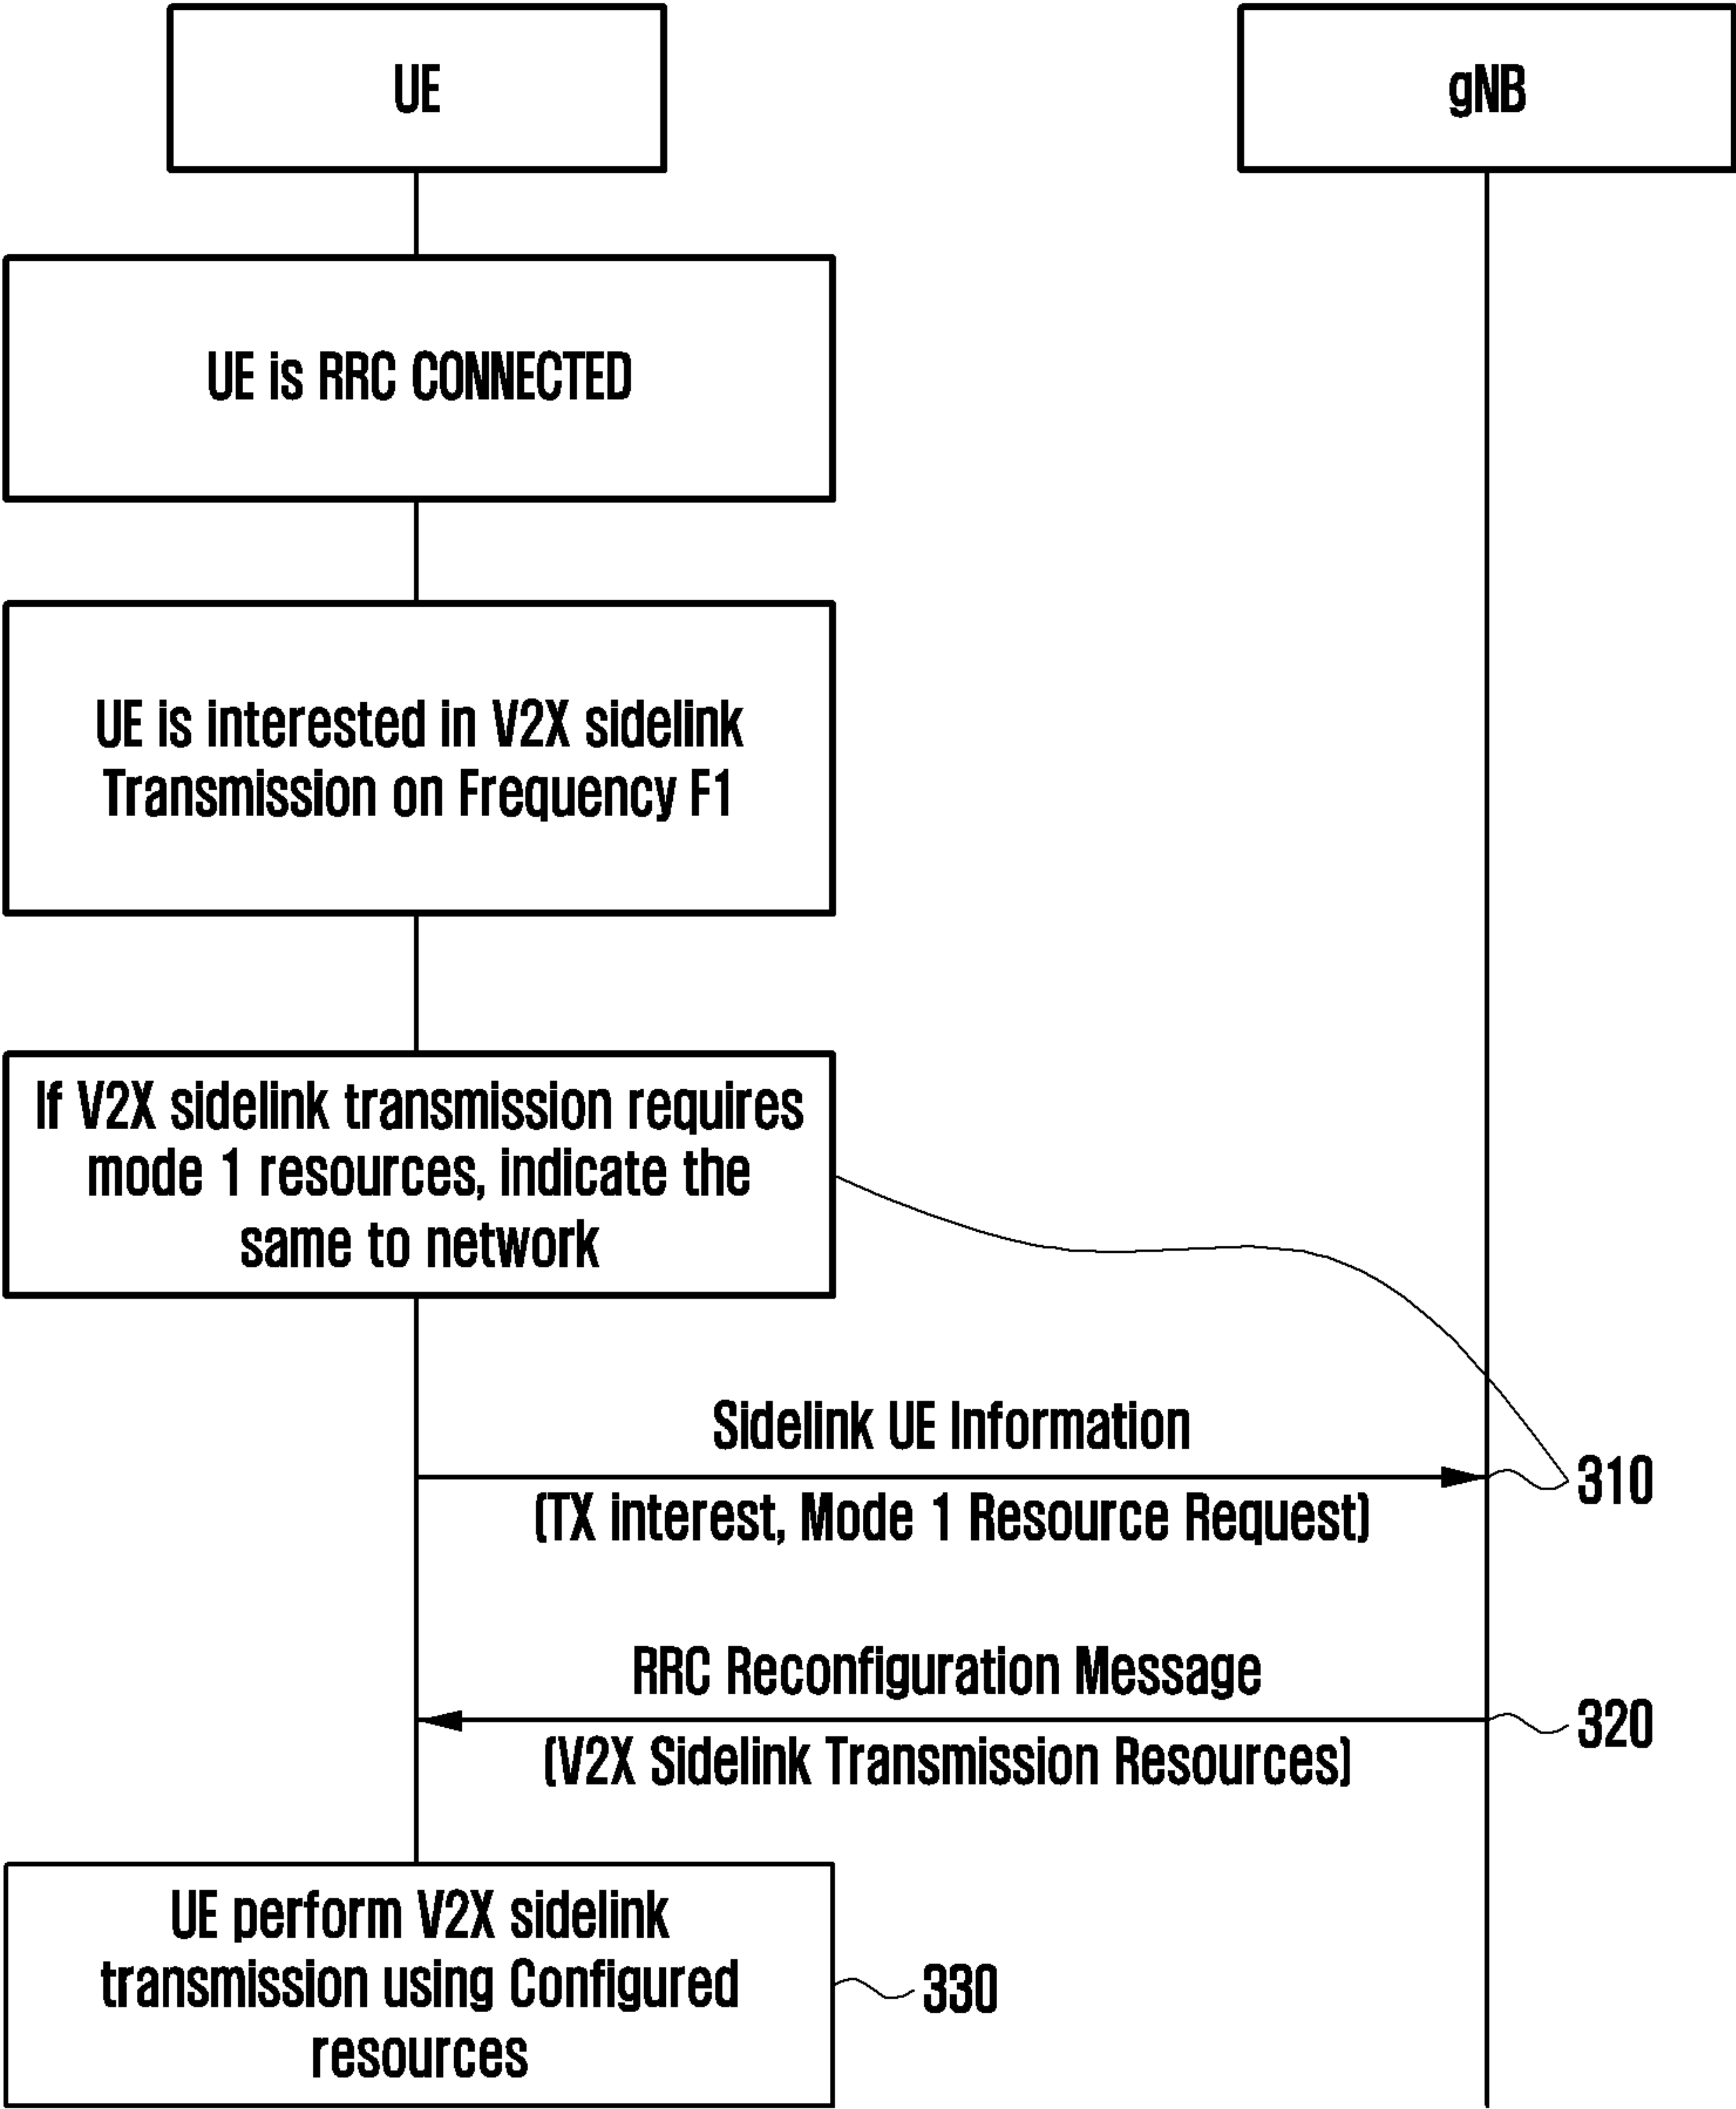 UE
gNB
UE is RRC CONNECTED
UE is interested in V2X sidelink
Transmission on Frequency F1
If V2X sidelink transmission requires
mode 1 resources, indicate the
same to network
Sidelink UE Information
(TX interest, Mode 1 Resource Request)
310
RRC Reconfiguration Message
(V2X Sidelink Transmission Resources)
320
UE perform V2X sidelink
transmission using Configured
resources
330